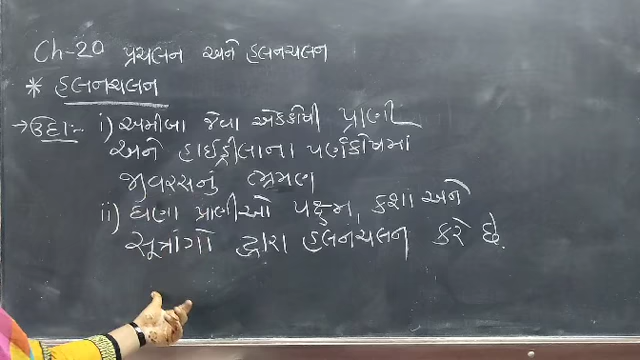 Ch-20 પ્રચલન અને હલનચલન
* હલનચલન
→ ઉદા:- i) અમીબા જેવા એકકોષી પ્રાણી
અને હાઈડ્રીલાના પર્ણકોષમાં
જીવરસનું ભ્રમણ
ii) ઘણા પ્રાણીઓ પક્ષ્મ, કશા અને
સૂત્રાંગો દ્વારા હલનચલન કરે છે.